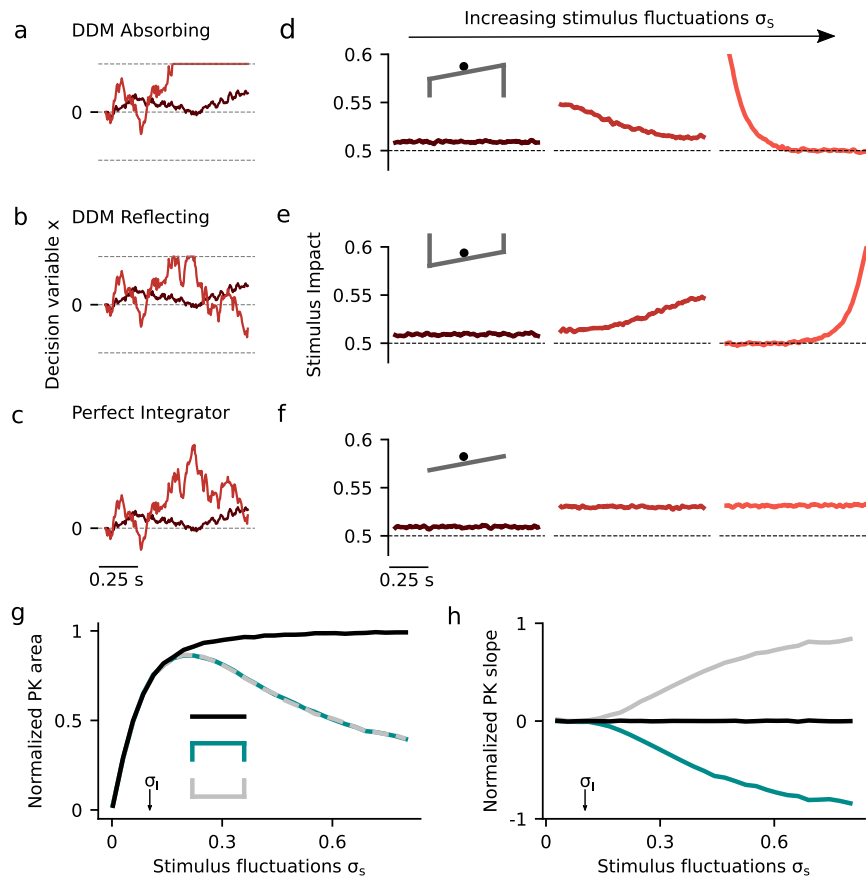 Increasing stimulus fluctuations σS
a
DDM Absorbing
0
d
0.6
0.55
0.5
b
DDM Reflecting
0
e
0.6
0.55
0.5
Decision variable x
Stimulus Impact
c
Perfect Integrator
0
0.25 s
f
0.6
0.55
0.5
0.25 s
g
1
0.5
0
σI
0
0.3
0.6
Normalized PK area
Stimulus fluctuations σs
h
1
0
-1
σI
0
0.3
0.6
Normalized PK slope
Stimulus fluctuations σs